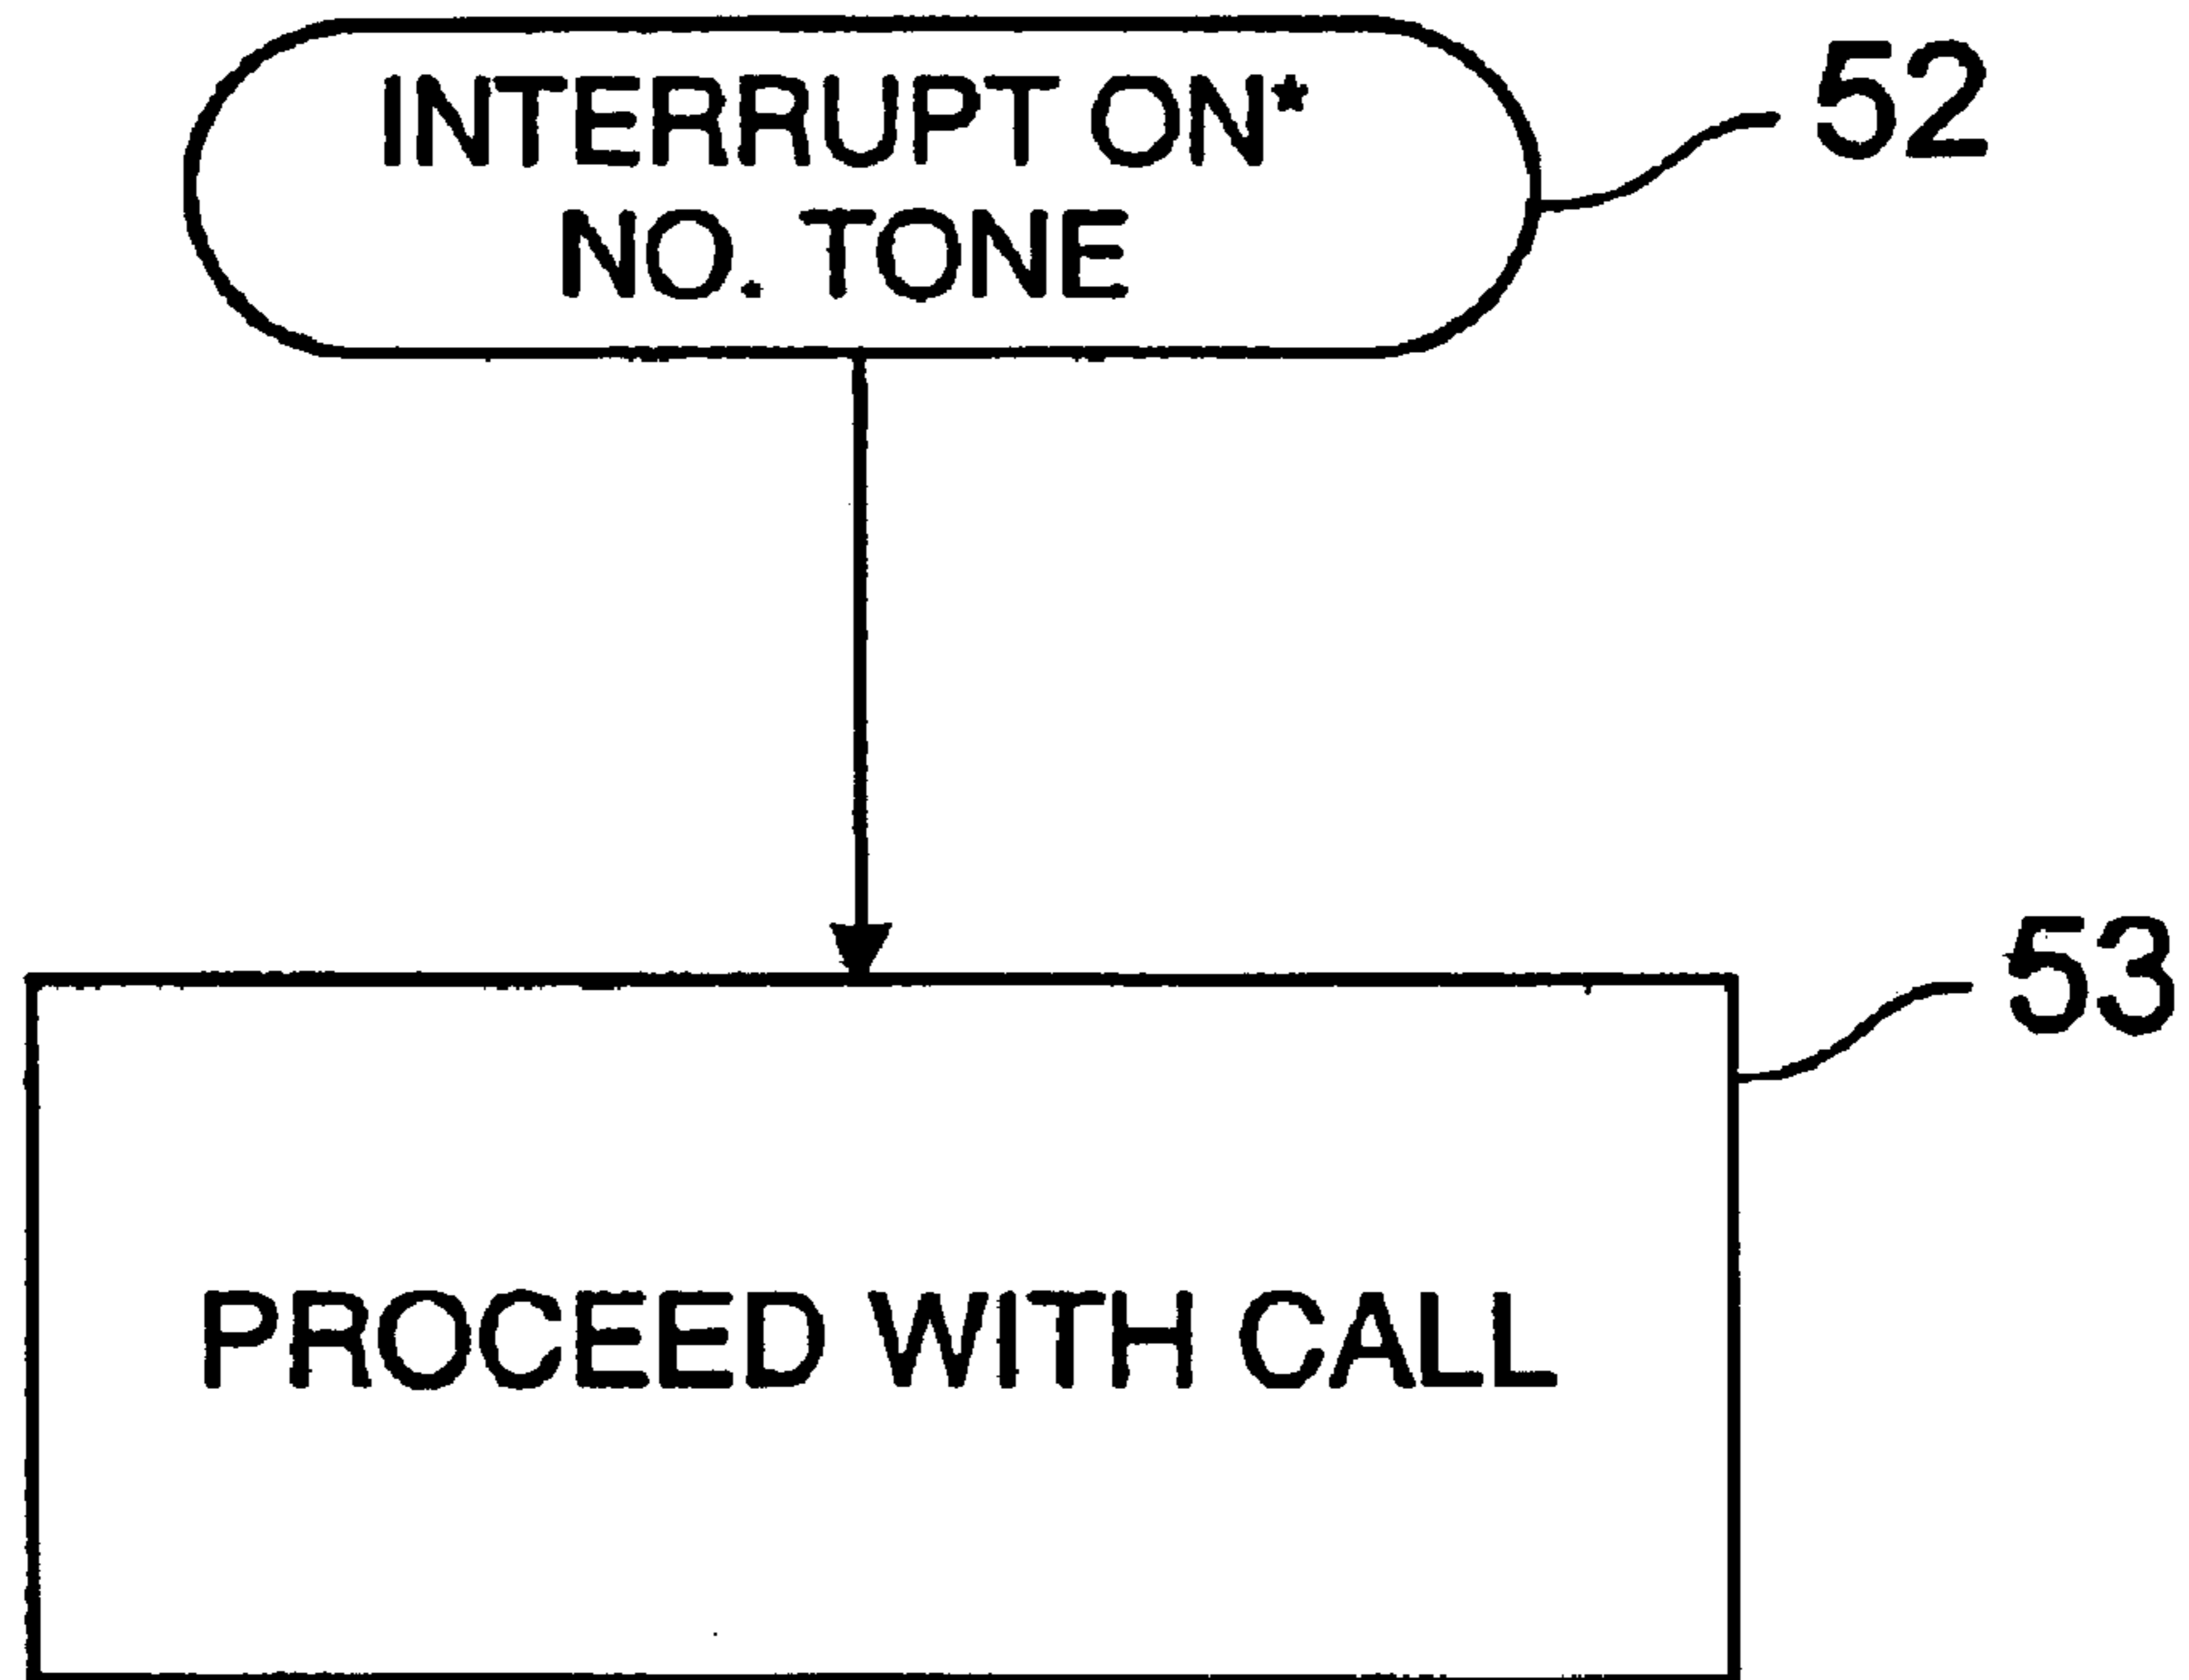 INTERRUPT ON*
NO. TONE
52
53
PROCEED WITH CALL